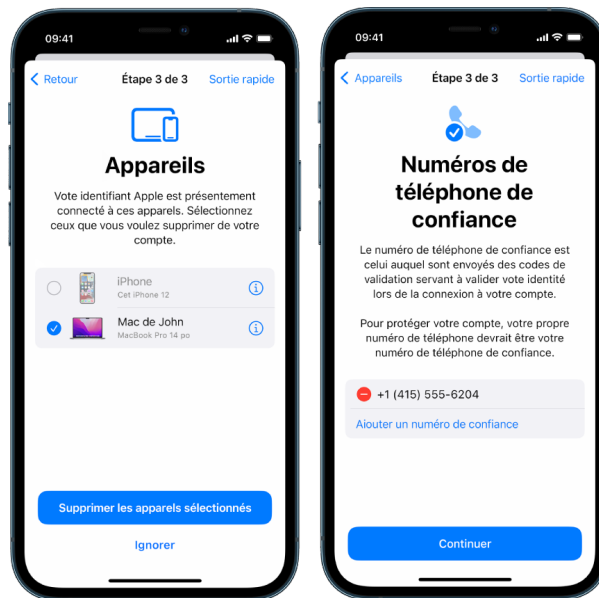 09:41
Retour
Étape 3 de 3
Sortie rapide
Appareils
Vote identifiant Apple est présentement
connecté à ces appareils. Sélectionnez
ceux que vous voulez supprimer de votre
compte.
iPhone
Cet iPhone 12
Mac de John
MacBook Pro 14 po
Supprimer les appareils sélectionnés
Ignorer
09:41
Appareils
Étape 3 de 3
Sortie rapide
Numéros de
téléphone de
confiance
Le numéro de téléphone de confiance est
celui auquel sont envoyés des codes de
validation servant à valider vote identité
lors de la connexion à votre compte.
Pour protéger votre compte, votre propre
numéro de téléphone devrait être votre
numéro de téléphone de confiance.
+1 (415) 555-6204
Aiouter un numéro de confiance
Continuer